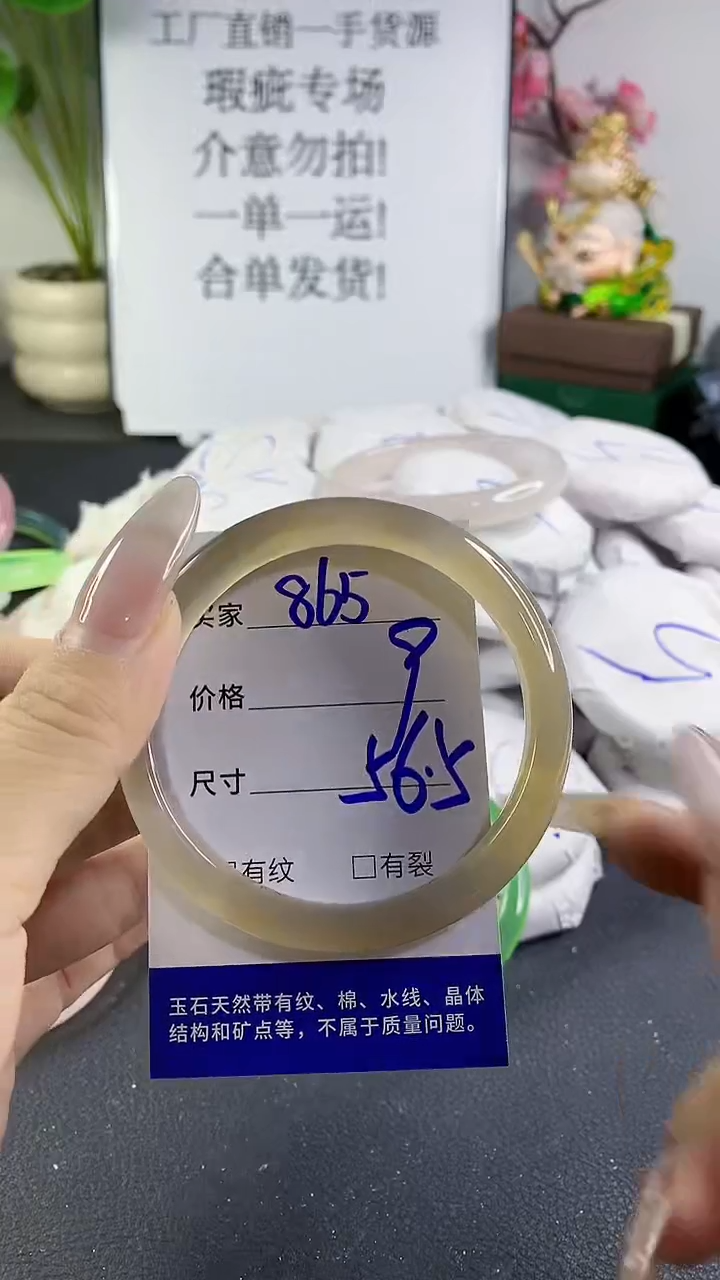 工厂直销一手货源
瑕疵专场
介意勿拍!
一单一运!
合单发货!
买家 865
价格 9
尺寸 56.5
有纹 □有裂
玉石天然带有纹、棉、水线、晶体
结构和矿点等，不属于质量问题。